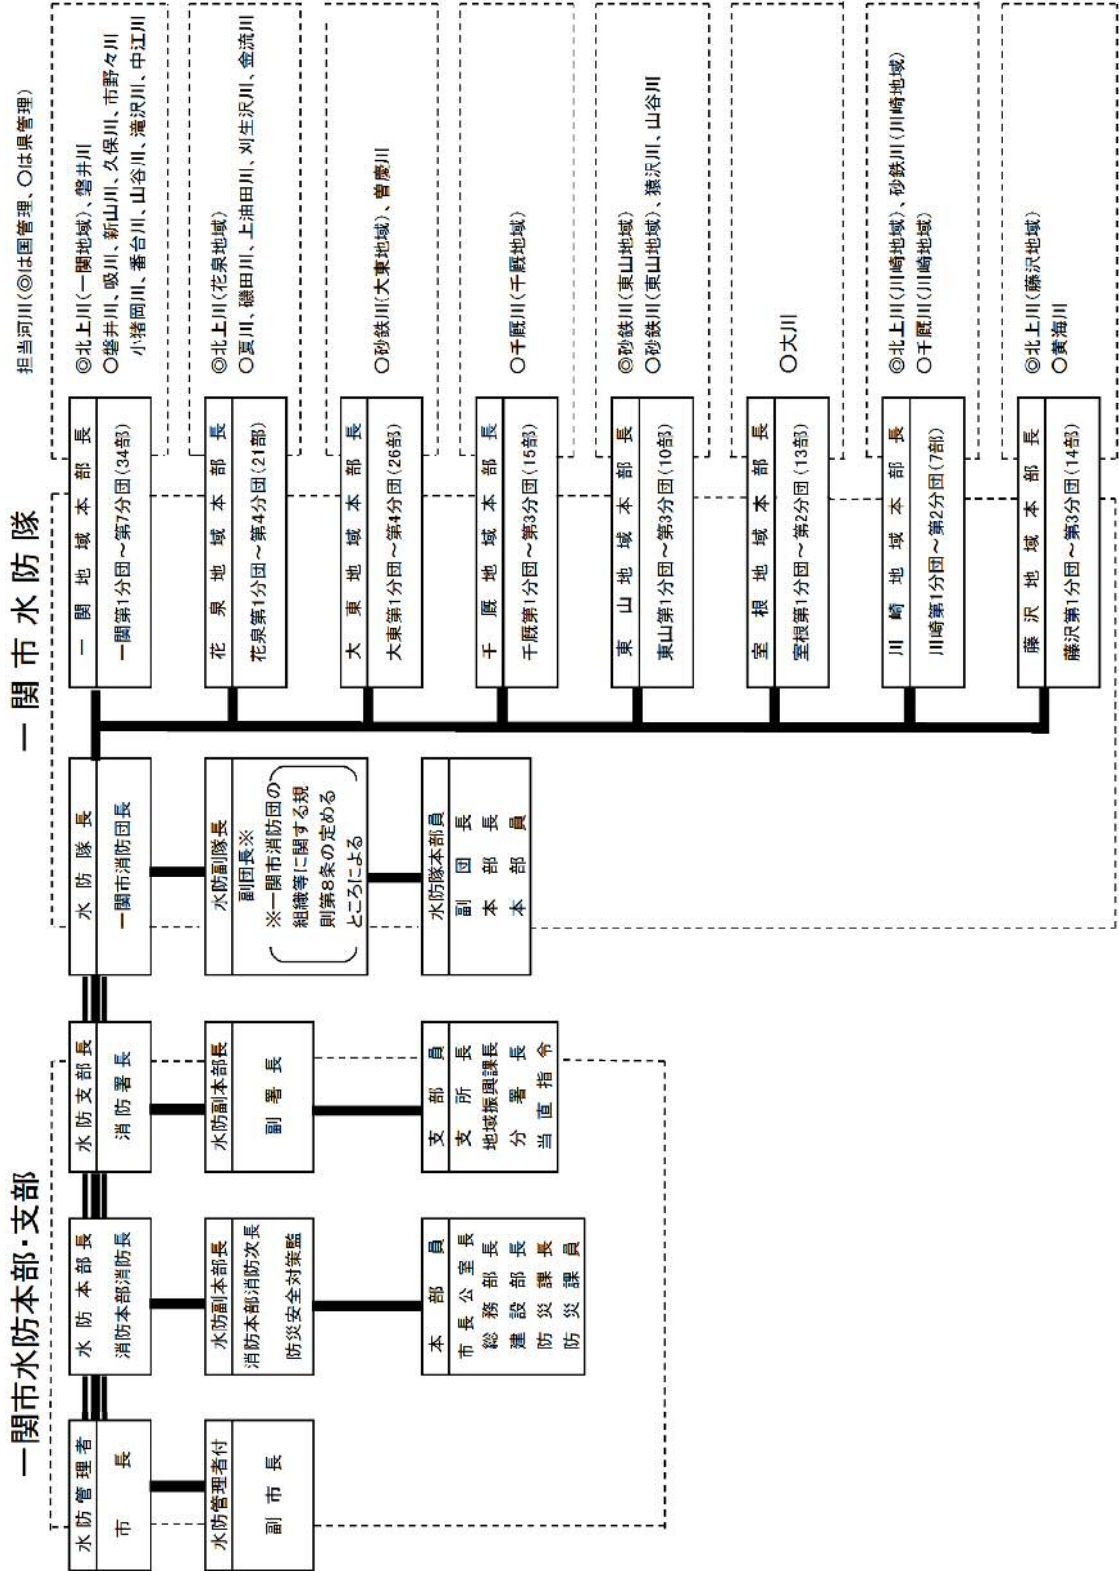 一関市水防本部・支部
水防管理者
市長
水防管理者付
副市長
水防本部長
消防本部消防長
水防副本部長
消防本部消防次長
防災安全対策監
本部員
市長公室長
総務部長
建設部長
防災課長
防災課員
水防支部長
消防署長
水防副本部長
副署長
支部員
支所長
地域振興課長
分署長
当直指令
一関市水防隊
水防隊長
一関市消防団長
水防副隊長
副団長※
※一関市消防団の
組織等に関する規
則第8条の定める
ところによる
水防隊本部員
副団長
本部長
本部員
担当河川(◎は国管理、○は県管理)
一関地域本部長
一関第1分団～第7分団(34部)
◎北上川(一関地域)、磐井川
○磐井川、吸川、新山川、久保川、市野々川
小猪岡川、番台川、山谷川、滝沢川、中江川
花泉地域本部長
花泉第1分団～第4分団(21部)
◎北上川(花泉地域)
○夏川、磯田川、上油田川、刈生沢川、金流川
大東地域本部長
大東第1分団～第4分団(26部)
○砂鉄川(大東地域)、曽慶川
千厩地域本部長
千厩第1分団～第3分団(15部)
○千厩川(千厩地域)
東山地域本部長
東山第1分団～第3分団(10部)
◎砂鉄川(東山地域)
○砂鉄川(東山地域)、猿沢川、山谷川
室根地域本部長
室根第1分団～第2分団(13部)
○大川
川崎地域本部長
川崎第1分団～第2分団(7部)
◎北上川(川崎地域)、砂鉄川(川崎地域)
○千厩川(川崎地域)
藤沢地域本部長
藤沢第1分団～第3分団(14部)
◎北上川(藤沢地域)
○黄海川